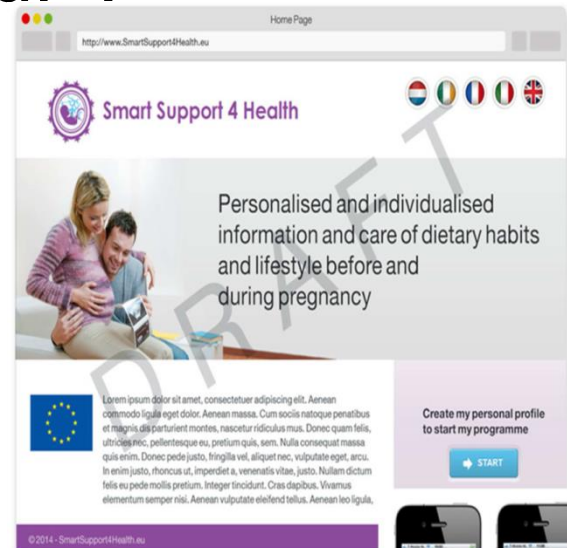 Home Page
http://www.SmartSupport4Health.eu
Smart Support 4 Health
Personalised and individualised
information and care of dietary habits
and lifestyle before and
during pregnancy
DRAFT
Lorem ipsum dolor sit amet, consectetuer adipiscing elit. Aenean
commodo ligula eget dolor. Aenean massa. Cum sociis natoque penatibus
et magnis dis parturient montes, nascetur ridiculus mus. Donec quam felis,
ultricies nec, pellentesque eu, pretium quis, sem. Nulla consequat massa
quis enim. Donec pede justo, fringilla vel, aliquet nec, vulputate eget, arcu.
In enim justo, rhoncus ut, imperdiet a, venenatis vitae, justo. Nullam dictum
felis eu pede mollis pretium. Integer tincidunt. Cras dapibus. Vivamus
elementum semper nisi. Aenean vulputate eleifend tellus. Aenean leo ligula,
Create my personal profile
to start my programme
START
©2014 - SmartSupport4Health.eu